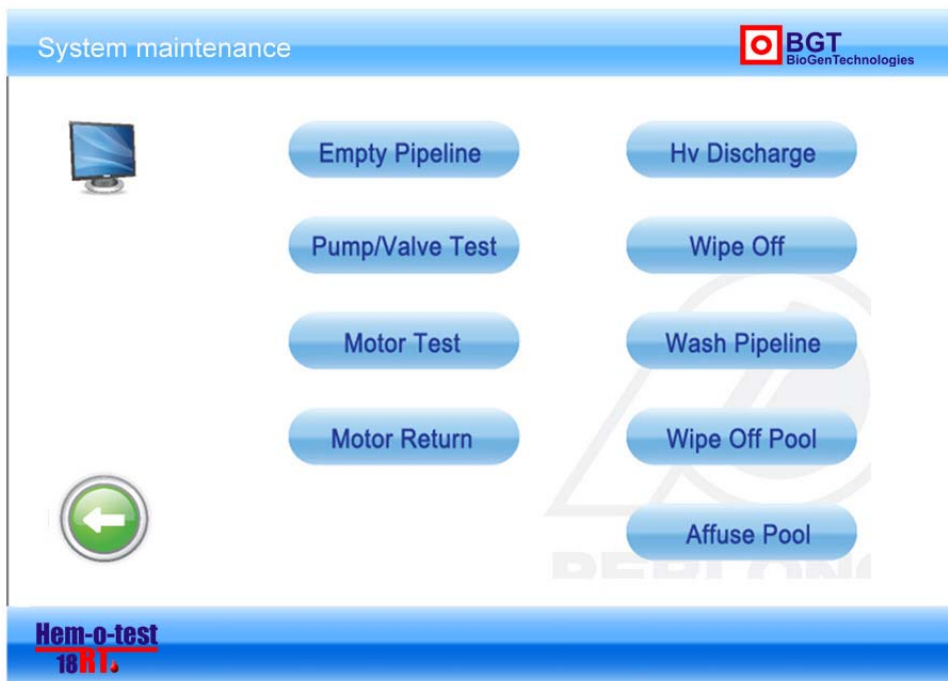 System maintenance
BGT
BioGenTechnologies
Empty Pipeline
Hv Discharge
Pump/Valve Test
Wipe Off
Motor Test
Wash Pipeline
Motor Return
Wipe Off Pool
Affuse Pool
PERLONG
Hem-o-test
18RT